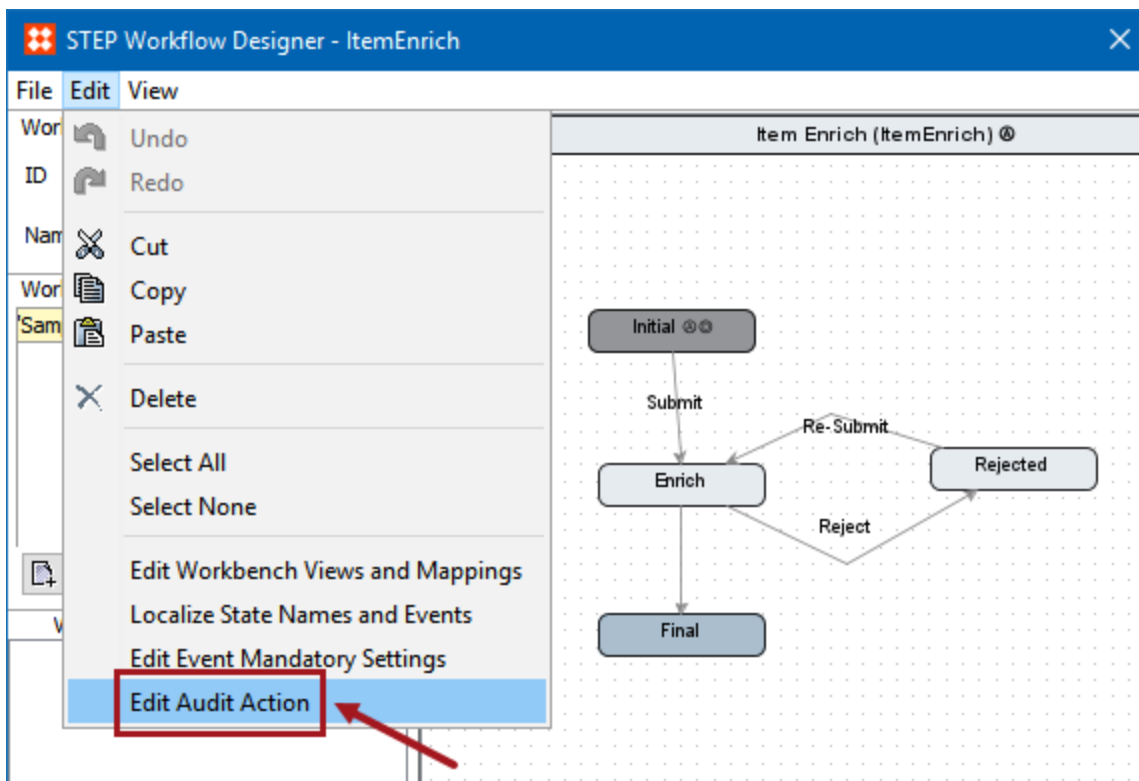 STEP Workflow Designer - ItemEnrich
File Edit View
Wor
ID
Nam
Wor
'Sam
Undo
Redo
Cut
Copy
Paste
Delete
Select All
Select None
Edit Workbench Views and Mappings
Localize State Names and Events
Edit Event Mandatory Settings
Edit Audit Action
Item Enrich (ItemEnrich)
Initial
Submit
Re-Submit
Enrich
Rejected
Reject
Final